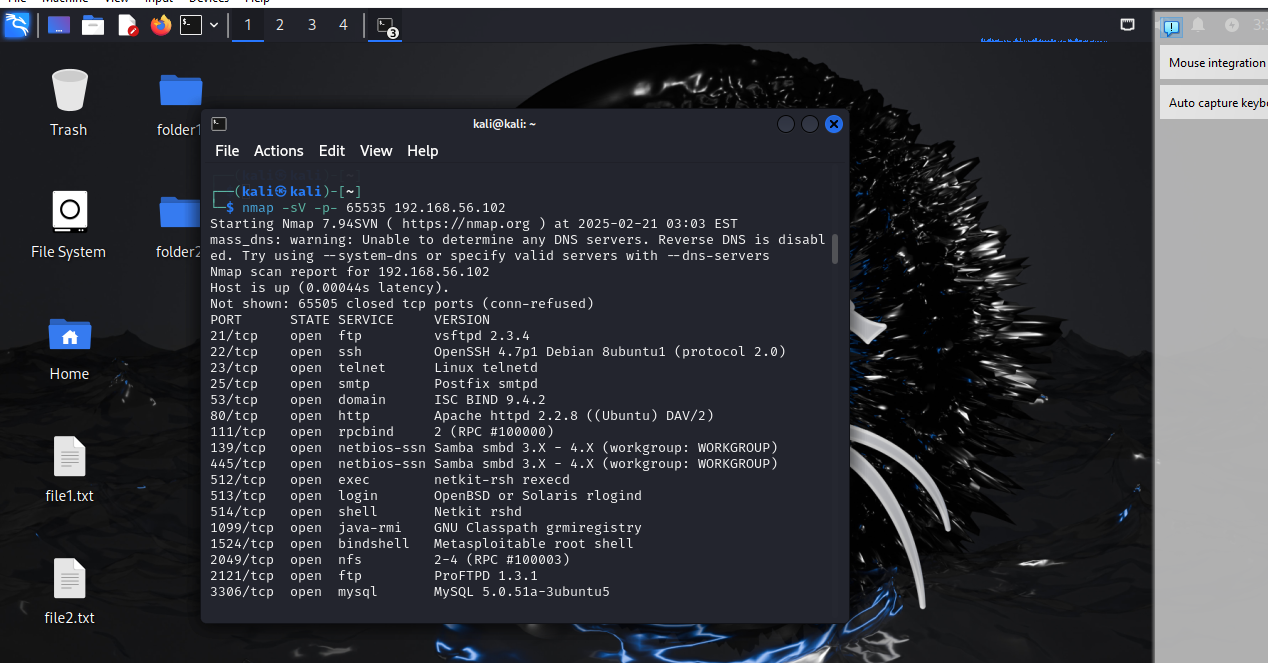 File Machine View Input Devices Help
1 2 3 4 3
Mouse integration
Auto capture keyb
Trash
folder1
File System
folder2
Home
file1.txt
file2.txt
kali@kali: ~
File Actions Edit View Help
┌──(kali㉿kali)-[~]
└─$ nmap -sV -p- 65535 192.168.56.102
Starting Nmap 7.94SVN ( https://nmap.org ) at 2025-02-21 03:03 EST
mass_dns: warning: Unable to determine any DNS servers. Reverse DNS is disabl
ed. Try using --system-dns or specify valid servers with --dns-servers
Nmap scan report for 192.168.56.102
Host is up (0.00044s latency).
Not shown: 65505 closed tcp ports (conn-refused)
PORT STATE SERVICE VERSION
21/tcp open ftp vsftpd 2.3.4
22/tcp open ssh OpenSSH 4.7p1 Debian 8ubuntu1 (protocol 2.0)
23/tcp open telnet Linux telnetd
25/tcp open smtp Postfix smtpd
53/tcp open domain ISC BIND 9.4.2
80/tcp open http Apache httpd 2.2.8 ((Ubuntu) DAV/2)
111/tcp open rpcbind 2 (RPC #100000)
139/tcp open netbios-ssn Samba smbd 3.X - 4.X (workgroup: WORKGROUP)
445/tcp open netbios-ssn Samba smbd 3.X - 4.X (workgroup: WORKGROUP)
512/tcp open exec netkit-rsh rexecd
513/tcp open login OpenBSD or Solaris rlogind
514/tcp open shell Netkit rshd
1099/tcp open java-rmi GNU Classpath grmiregistry
1524/tcp open bindshell Metasploitable root shell
2049/tcp open nfs 2-4 (RPC #100003)
2121/tcp open ftp ProFTPD 1.3.1
3306/tcp open mysql MySQL 5.0.51a-3ubuntu5